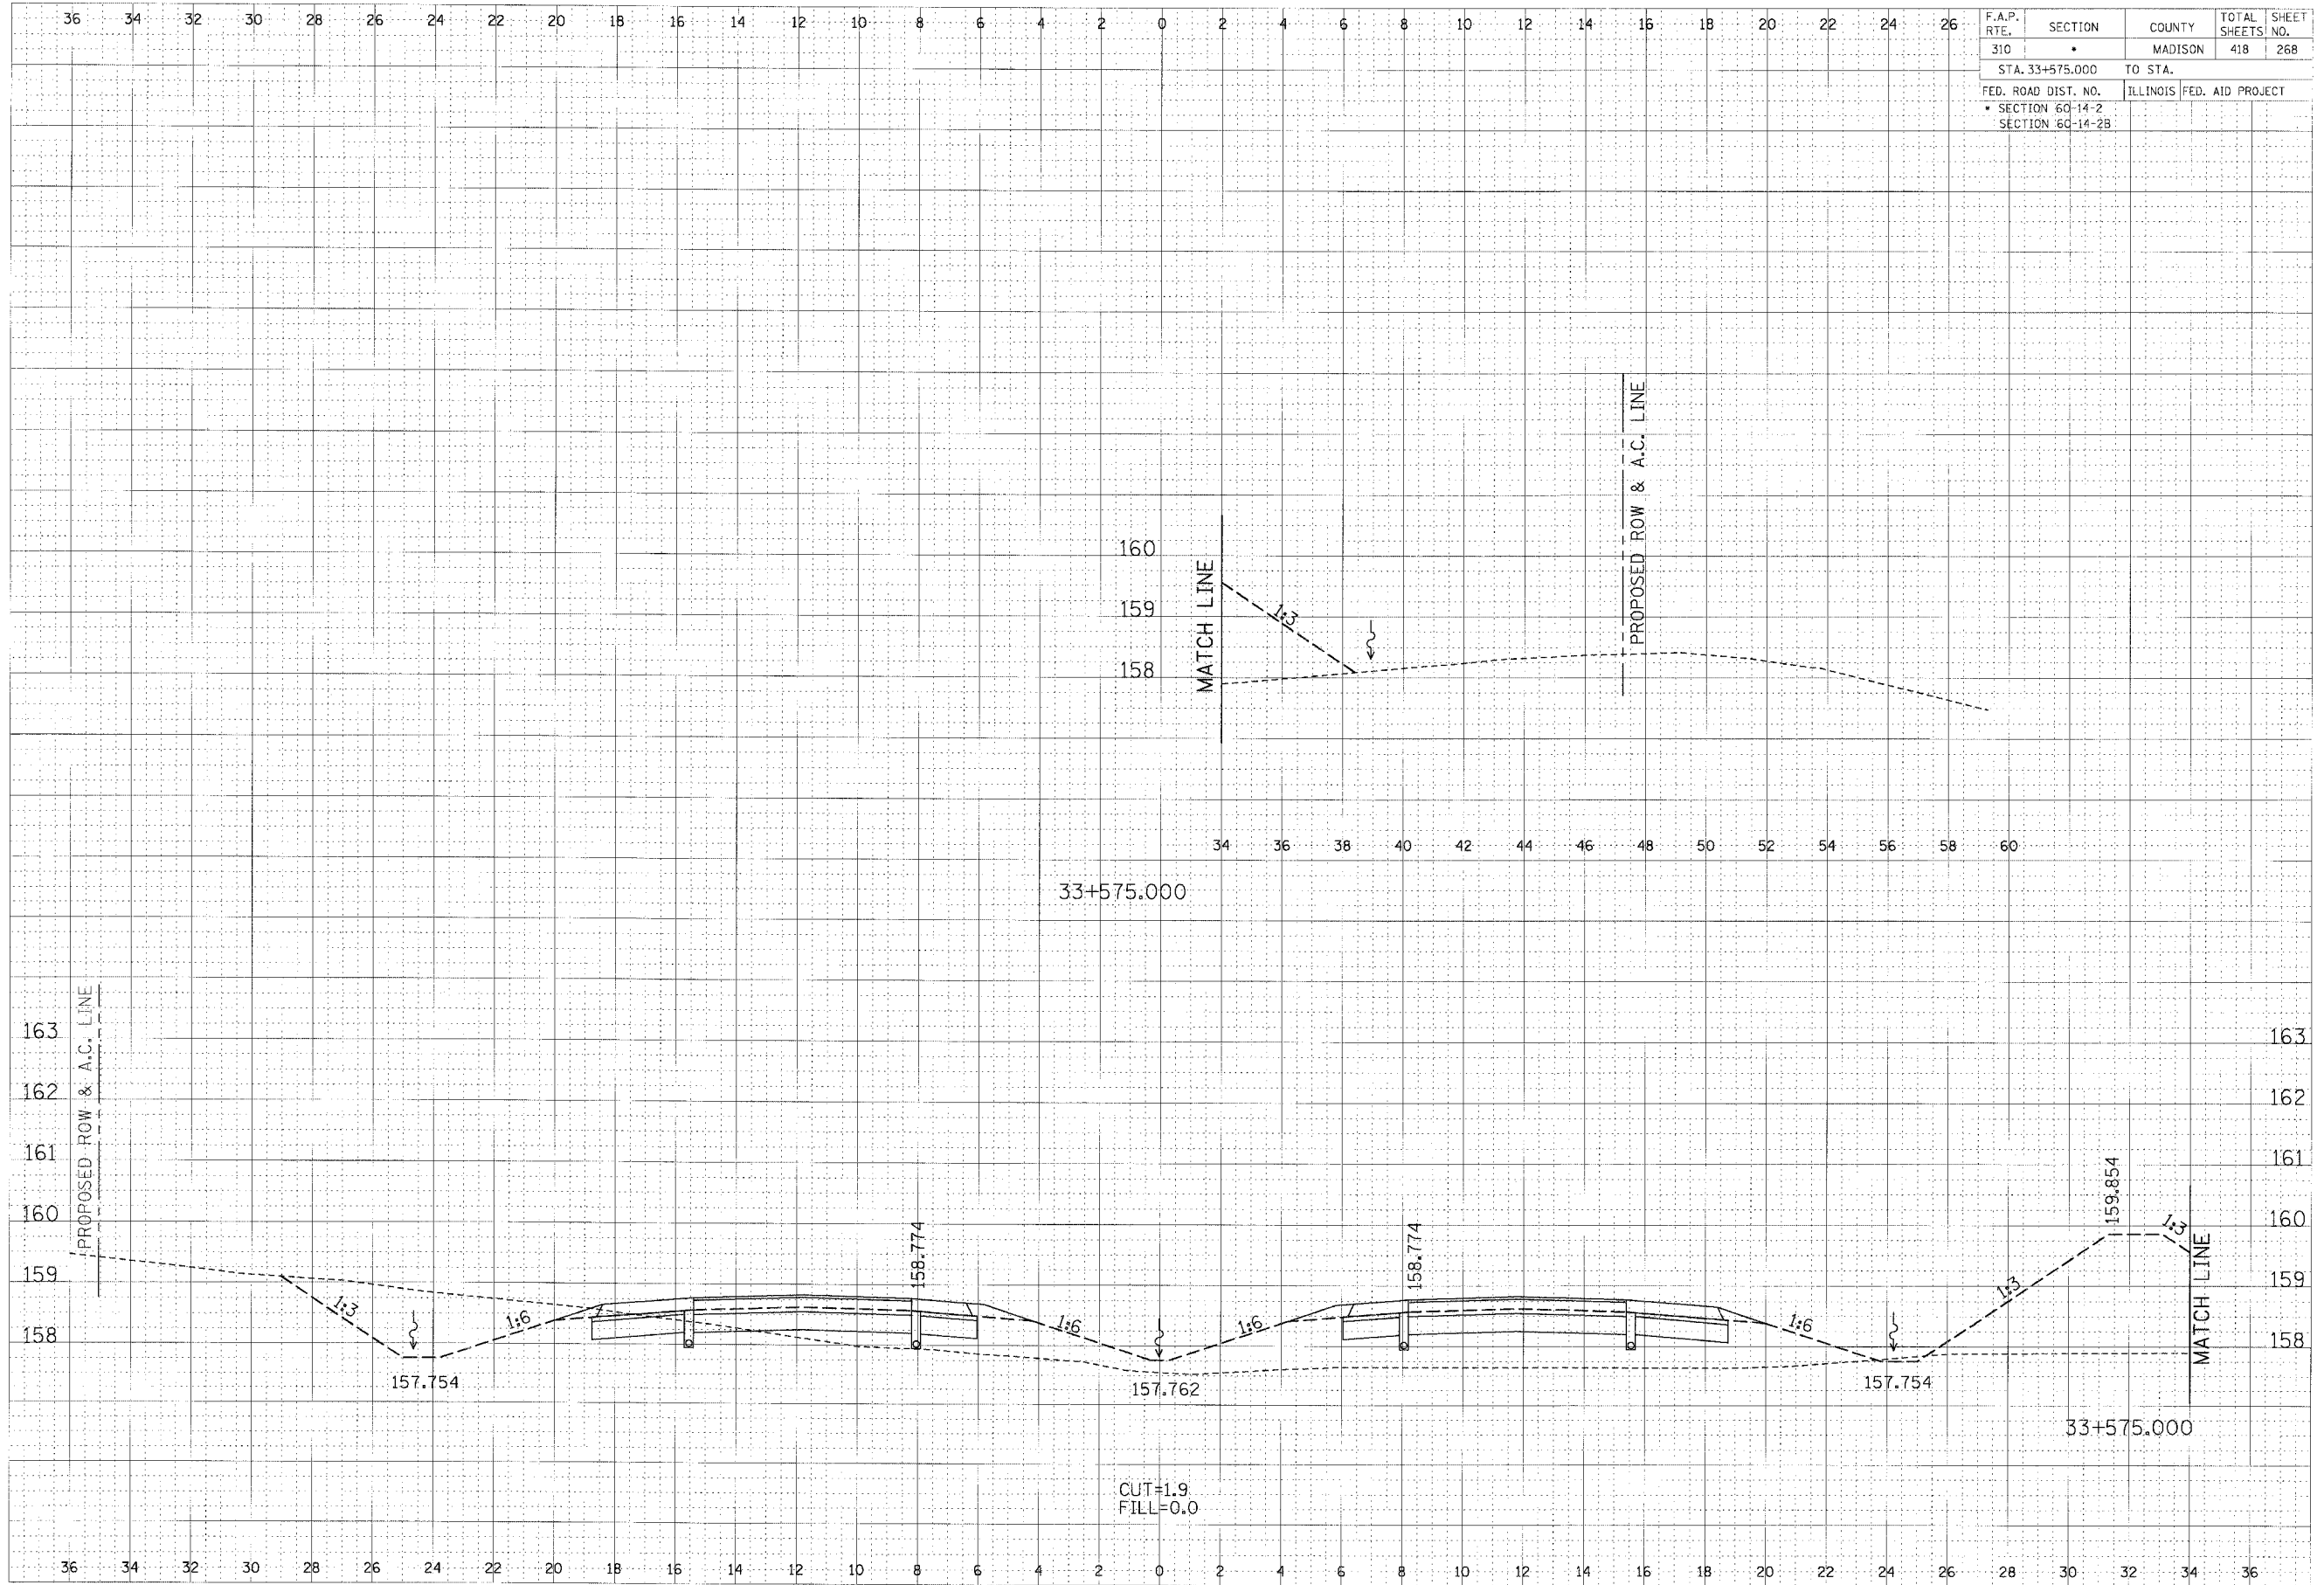 36 34 32 30 28 26 24 22 20 18 16 14 12 10 8 6 4 2 0 2 4 6 8 10 12 14 16 18 20 22 24 26
F.A.P. RTE. SECTION COUNTY TOTAL SHEETS SHEET NO.
310 * MADISON 418 268
STA. 33+575.000 TO STA.
FED. ROAD DIST. NO. ILLINOIS FED. AID PROJECT
* SECTION 60-14-2
SECTION 60-14-2B
PROPOSED ROW & A.C. LINE
MATCH LINE
160
159
158
1:3
34 36 38 40 42 44 46 48 50 52 54 56 58 60
33+575.000
PROPOSED ROW & A.C. LINE
163 163
162 162
161 161
160 160
159 159
158 158
158.774
158.774
159.854
1:3
1:6
1:6
1:6
1:6
1:3
1:3
MATCH LINE
157.754
157.762
157.754
33+575.000
CUT=1.9
FILL=0.0
36 34 32 30 28 26 24 22 20 18 16 14 12 10 8 6 4 2 0 2 4 6 8 10 12 14 16 18 20 22 24 26 28 30 32 34 36